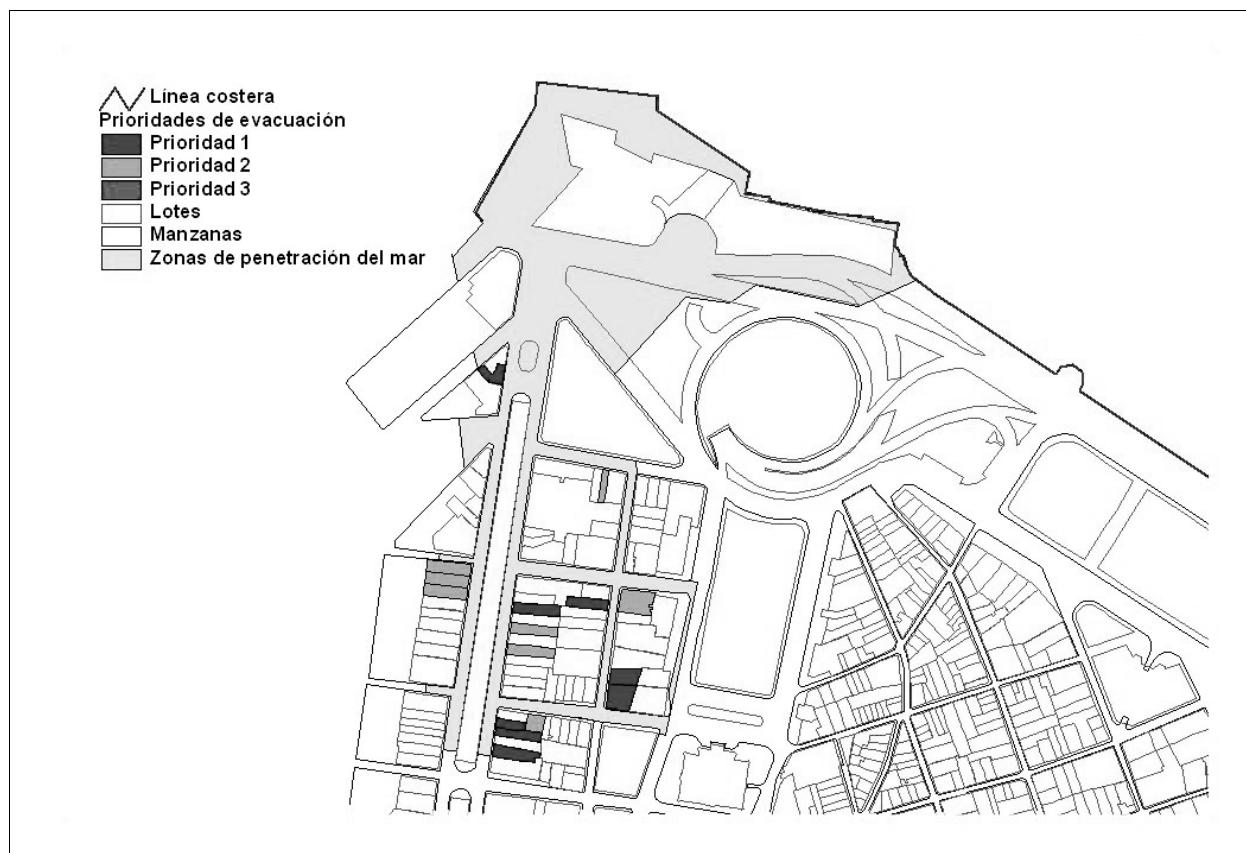 Línea costera
Prioridades de evacuación
Prioridad 1
Prioridad 2
Prioridad 3
Lotes
Manzanas
Zonas de penetración del mar